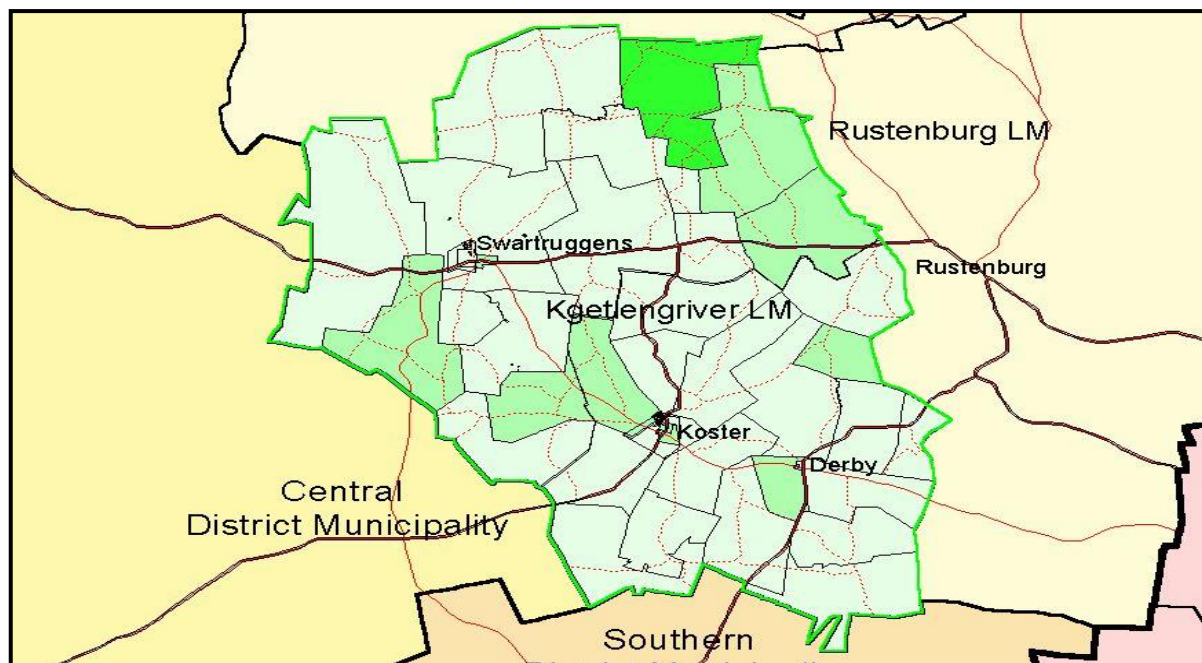 Rustenburg LM
Swartruggens
Rustenburg
Kgetlengriver LM
Koster
Derby
Central
District Municipality
Southern